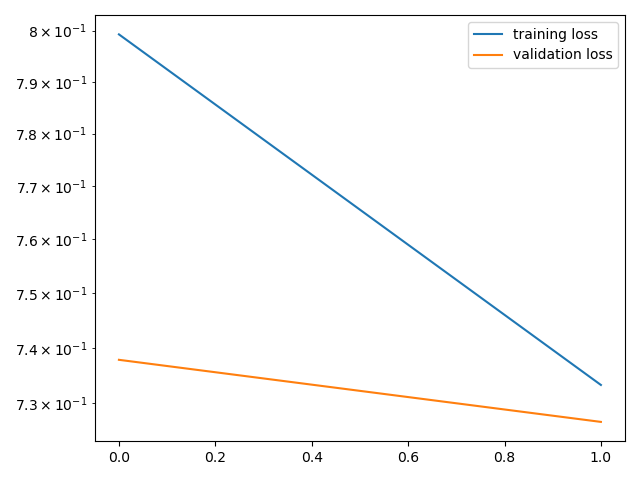 8 × 10⁻¹
7.9 × 10⁻¹
7.8 × 10⁻¹
7.7 × 10⁻¹
7.6 × 10⁻¹
7.5 × 10⁻¹
7.4 × 10⁻¹
7.3 × 10⁻¹
training loss
validation loss
0.0 0.2 0.4 0.6 0.8 1.0